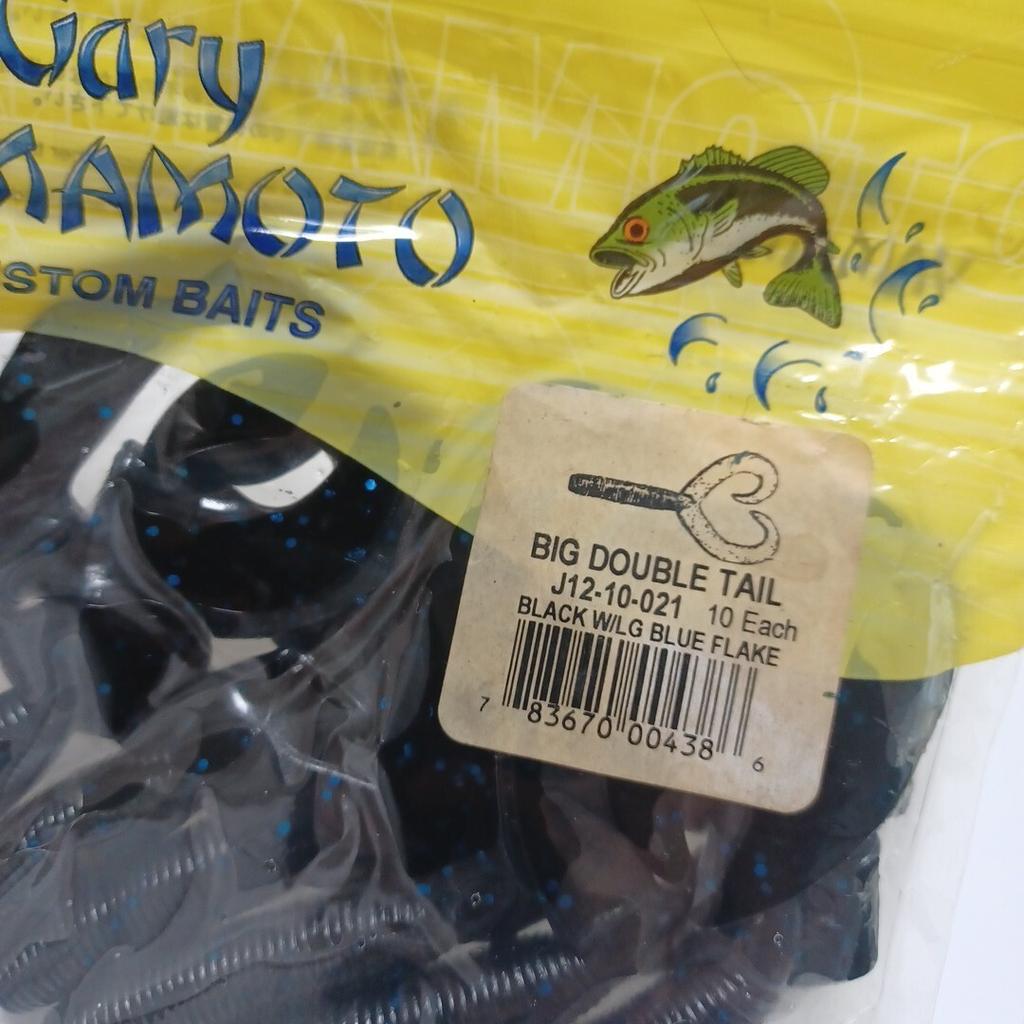 Gary
AMAMOTO
STOM BAITS
BIG DOUBLE TAIL
J12-10-021 10 Each
BLACK W/LG BLUE FLAKE
7 83670 00438 6